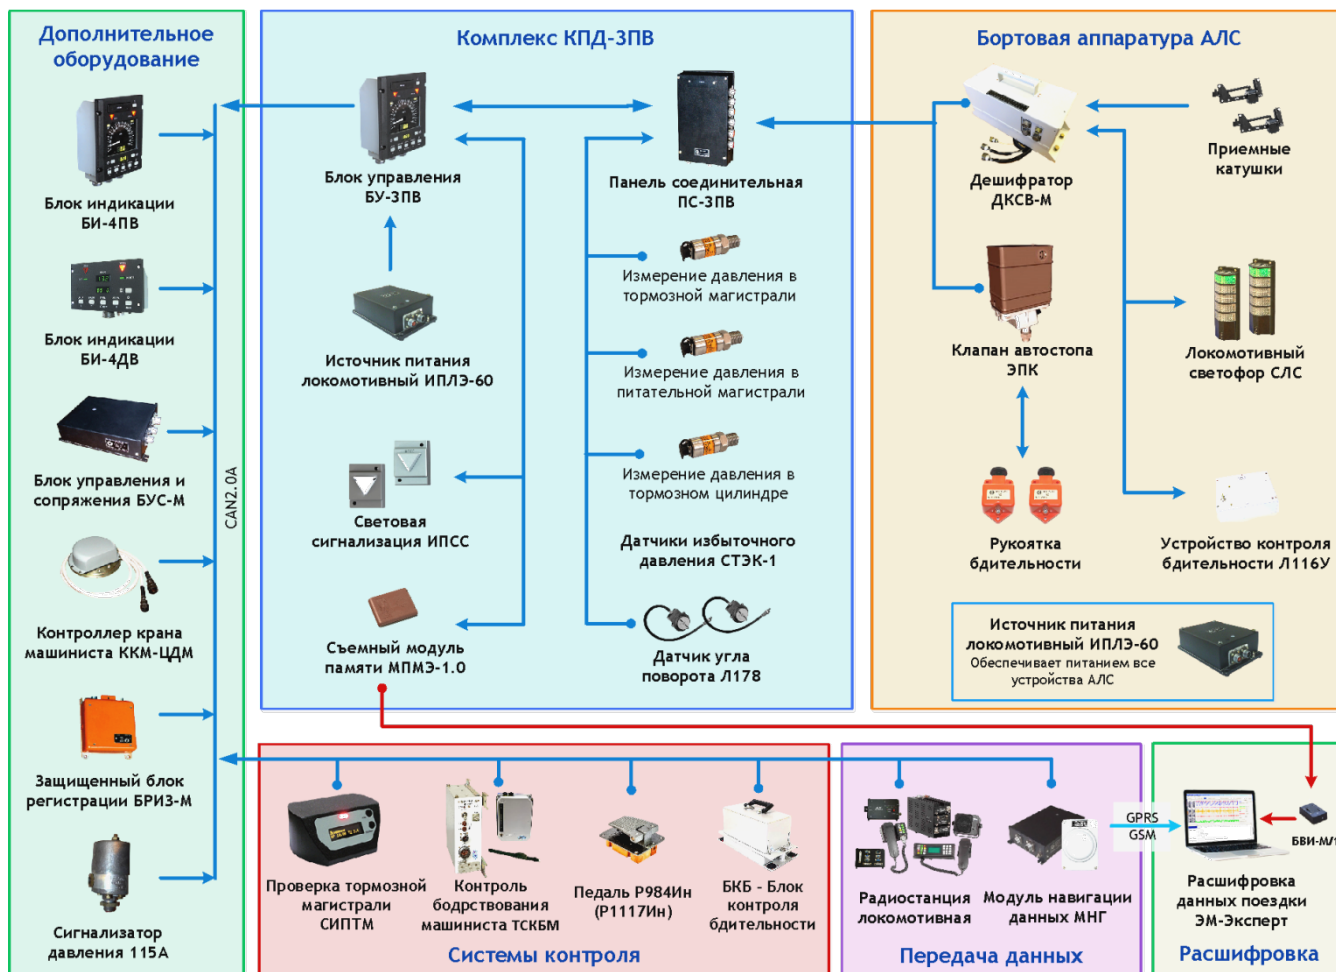 Дополнительное
оборудование
Блок индикации
БИ-4ПВ
Блок индикации
БИ-4ДВ
Блок управления и
сопряжения БУС-М
Контроллер крана
машиниста ККМ-ЦДМ
Защищенный блок
регистрации БРИЗ-М
Сигнализатор
давления 115А
CAN2.0A
Комплекс КПД-3ПВ
Блок управления
БУ-3ПВ
Источник питания
локомотивный ИПЛЭ-60
Световая
сигнализация ИПСС
Съемный модуль
памяти МПМЭ-1.0
Панель соединительная
ПС-3ПВ
Измерение давления в
тормозной магистрали
Измерение давления в
питательной магистрали
Измерение давления в
тормозном цилиндре
Датчики избыточного
давления СТЭК-1
Датчик угла
поворота Л178
Бортовая аппаратура АЛС
Дешифратор
ДКСВ-М
Приемные
катушки
Клапан автостопа
ЭПК
Локомотивный
светофор СЛС
Рукоятка
бдительности
Устройство контроля
бдительности Л116У
Источник питания
локомотивный ИПЛЭ-60
Обеспечивает питанием все
устройства АЛС
Проверка тормозной
магистрали
СИПТМ
Контроль
бодрствования
машиниста ТСКБМ
Педаль Р984Ин
(Р1117Ин)
БКБ - Блок
контроля
бдительности
Системы контроля
Радиостанция
локомотивная
Модуль навигации
данных МНГ
Передача данных
GPRS
GSM
БВИ-М/1
Расшифровка
данных поездки
ЭМ-Эксперт
Расшифровка